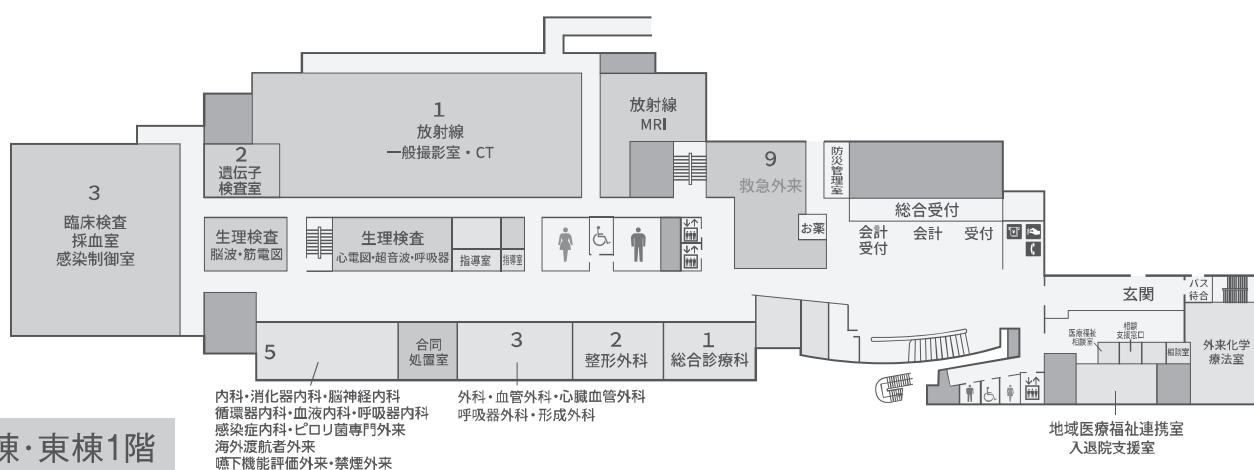 1
放射線
一般撮影室・CT
放射線
MRI
2
遺伝子
検査室
3
臨床検査
採血室
感染制御室
9
救急外来
防災管理室
総合受付
お薬
会計
受付
会計
受付
生理検査
脳波・筋電図
生理検査
心電図・超音波・呼吸器
指導室
指導室
玄関
バス
待合
医療福祉
相談室
相談
支援窓口
相談室
外来化学
療法室
5
合同
処置室
3
2
整形外科
1
総合診療科
内科・消化器内科・脳神経内科
循環器内科・血液内科・呼吸器内科
感染症内科・ピロリ菌専門外来
海外渡航者外来
嚥下機能評価外来・禁煙外来
外科・血管外科・心臓血管外科
呼吸器外科・形成外科
地域医療福祉連携室
入退院支援室
棟・東棟1階